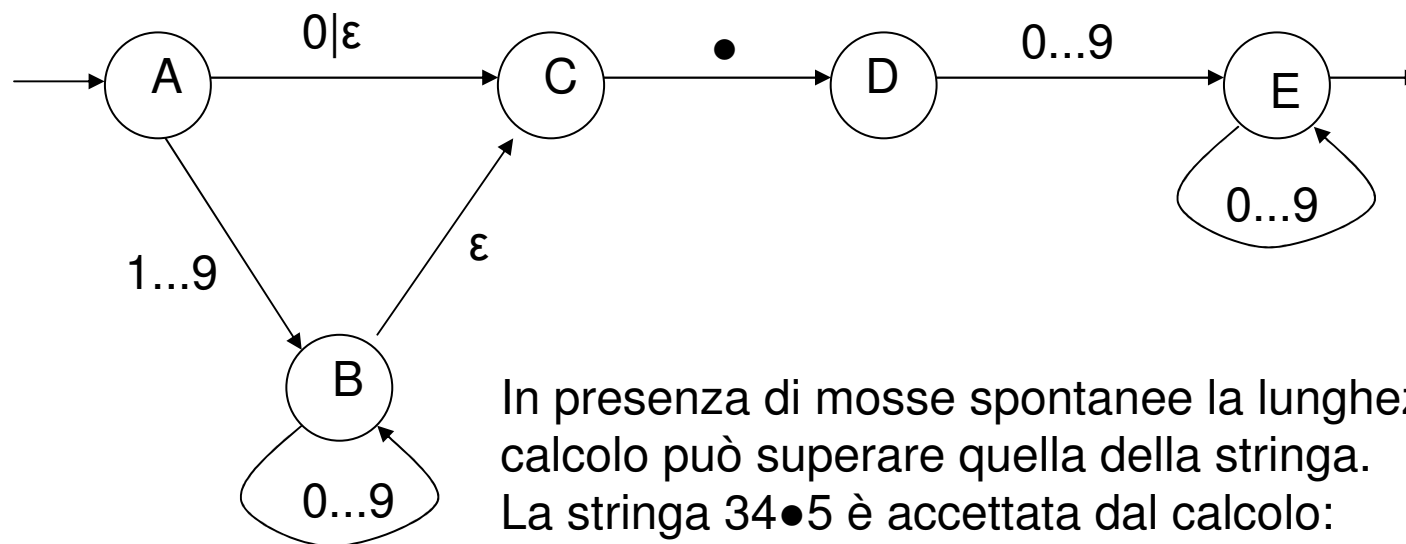 0|ε
●
0...9
A
C
D
E
0...9
1...9
ε
B
0...9
In presenza di mosse spontanee la
calcolo può superare quella della stringa.
La stringa 34●5 è accettata dal calcolo: